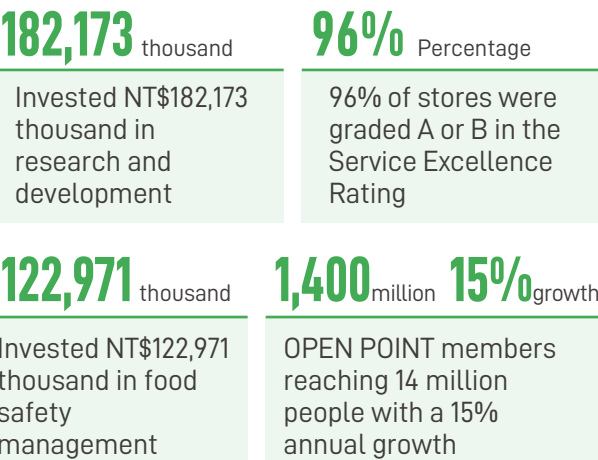 182,173 thousand
Invested NT$182,173
thousand in
research and
development
96% Percentage
96% of stores were
graded A or B in the
Service Excellence
Rating
122,971 thousand
Invested NT$122,971
thousand in food
safety
management
1,400 million 15% growth
OPEN POINT members
reaching 14 million
people with a 15%
annual growth